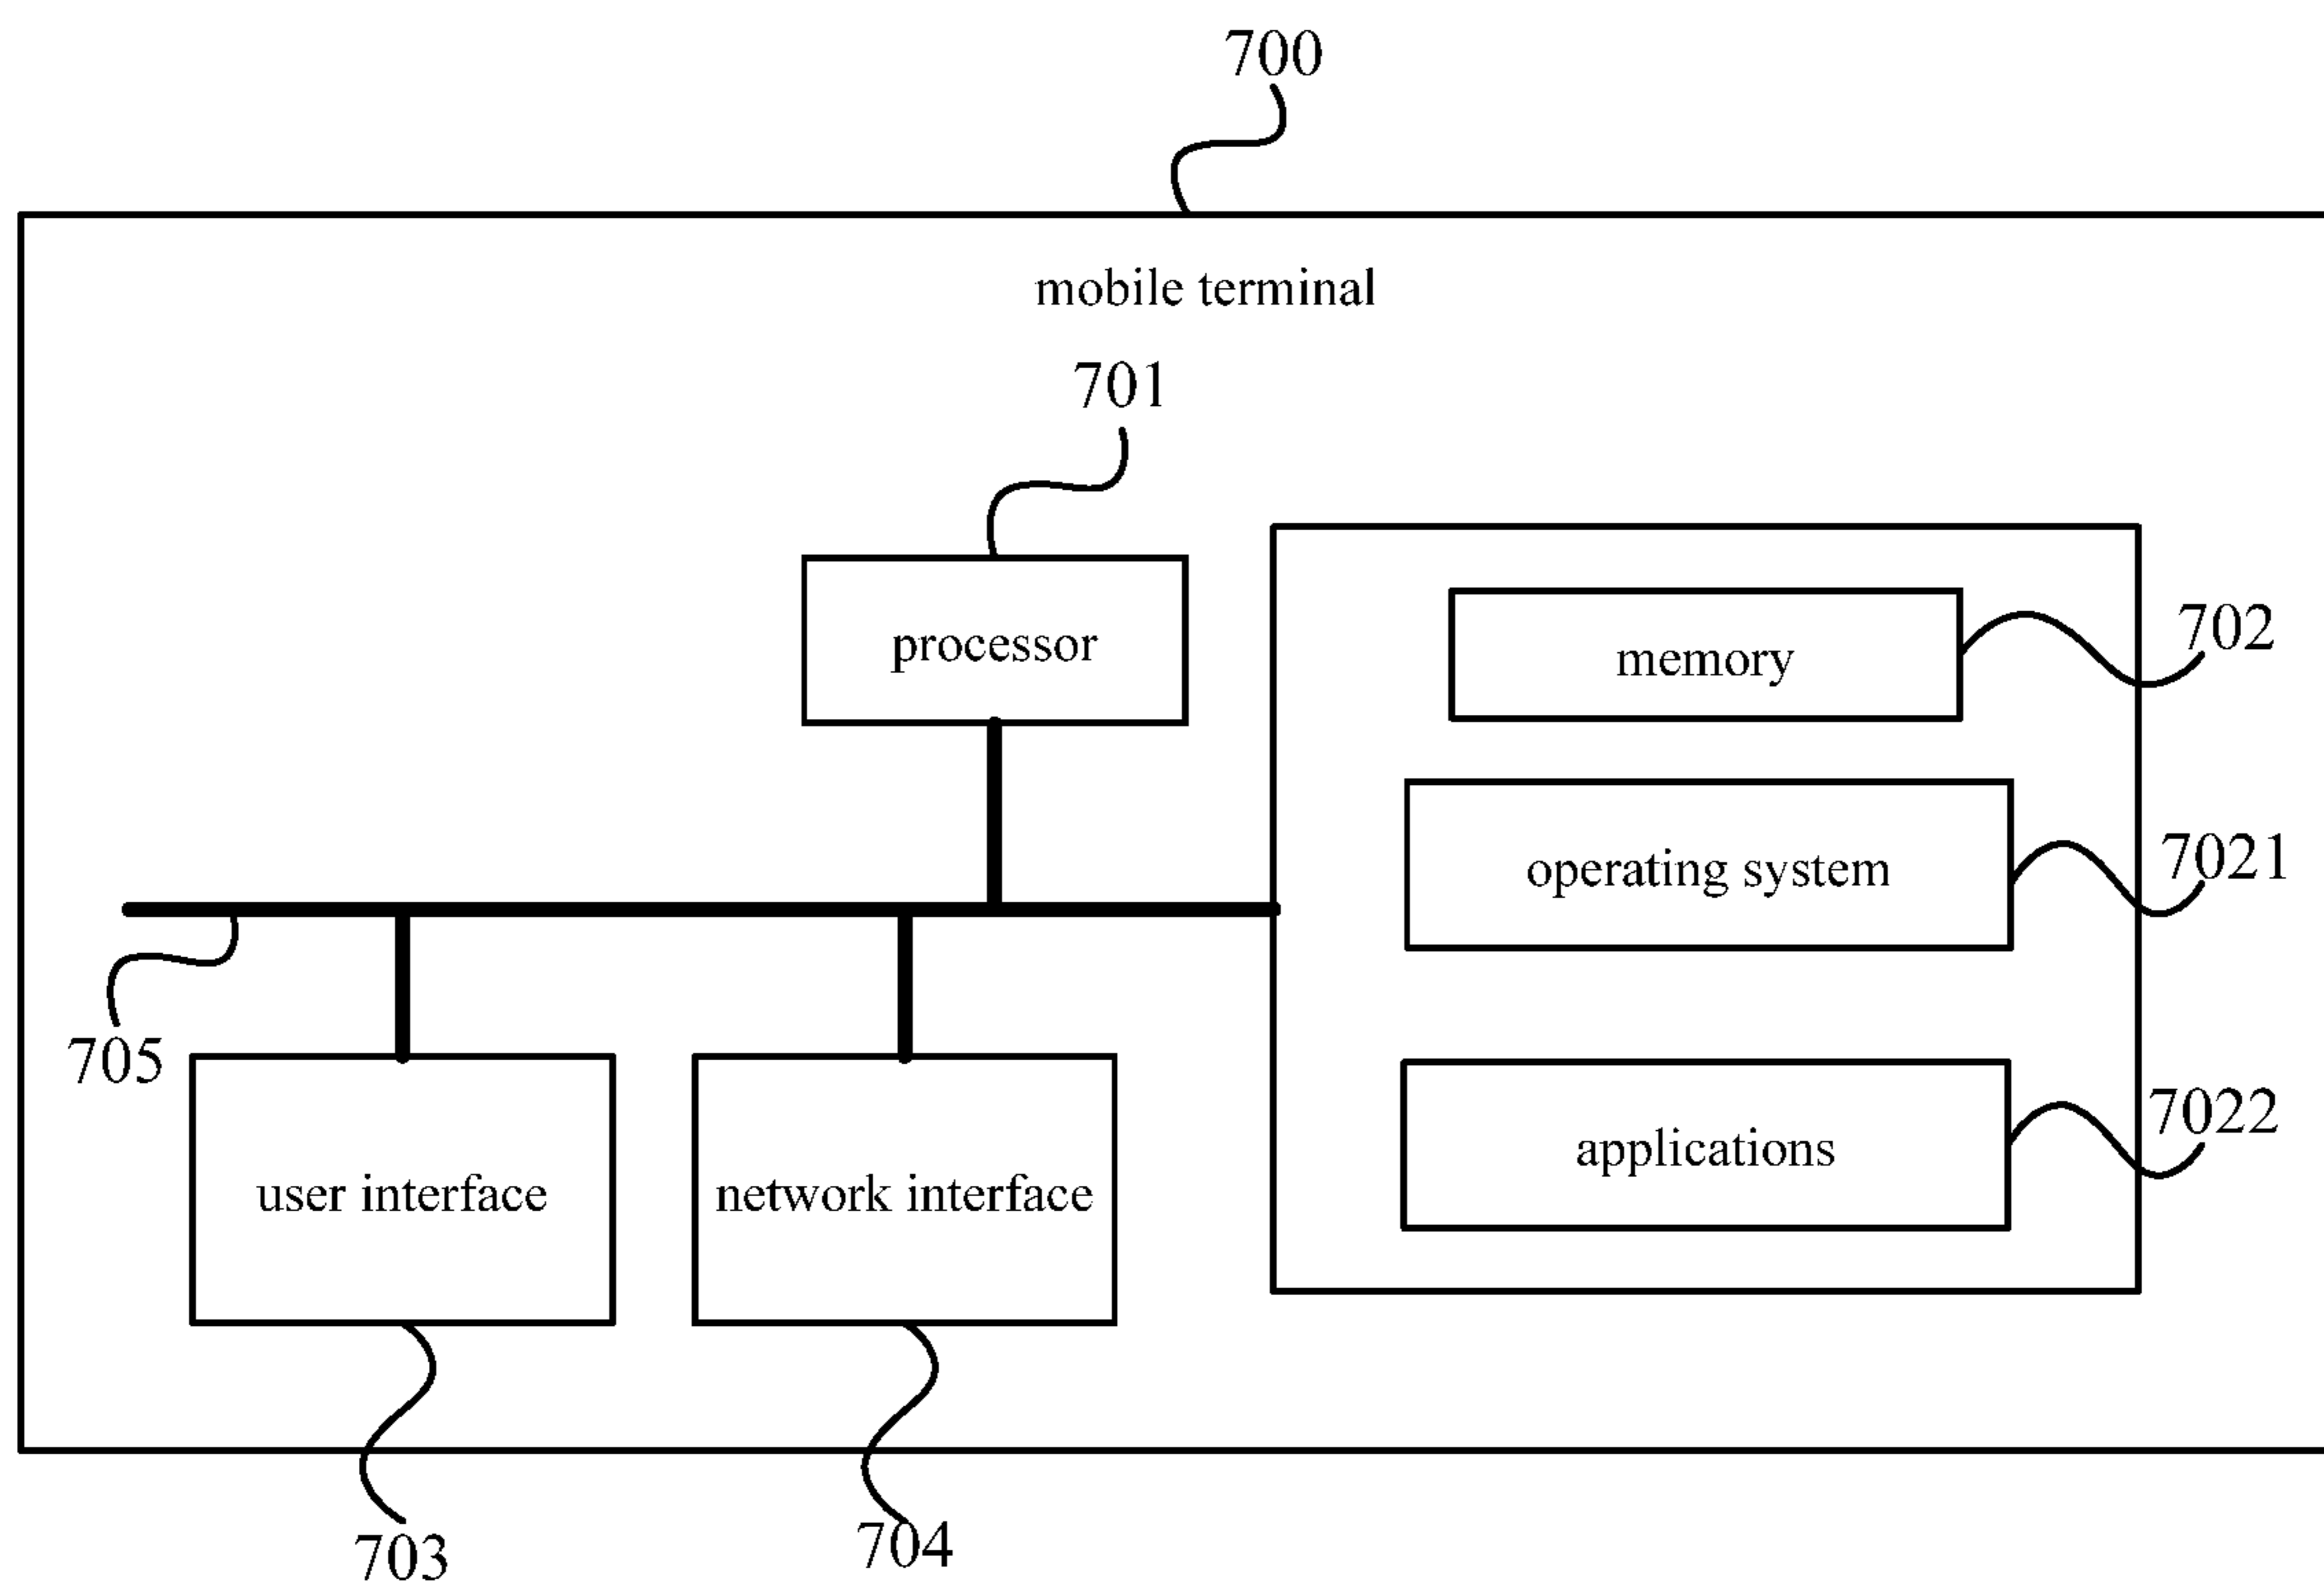 700
mobile terminal
701
processor
702
memory
7021
operating system
705
7022
applications
user interface
network interface
703
704